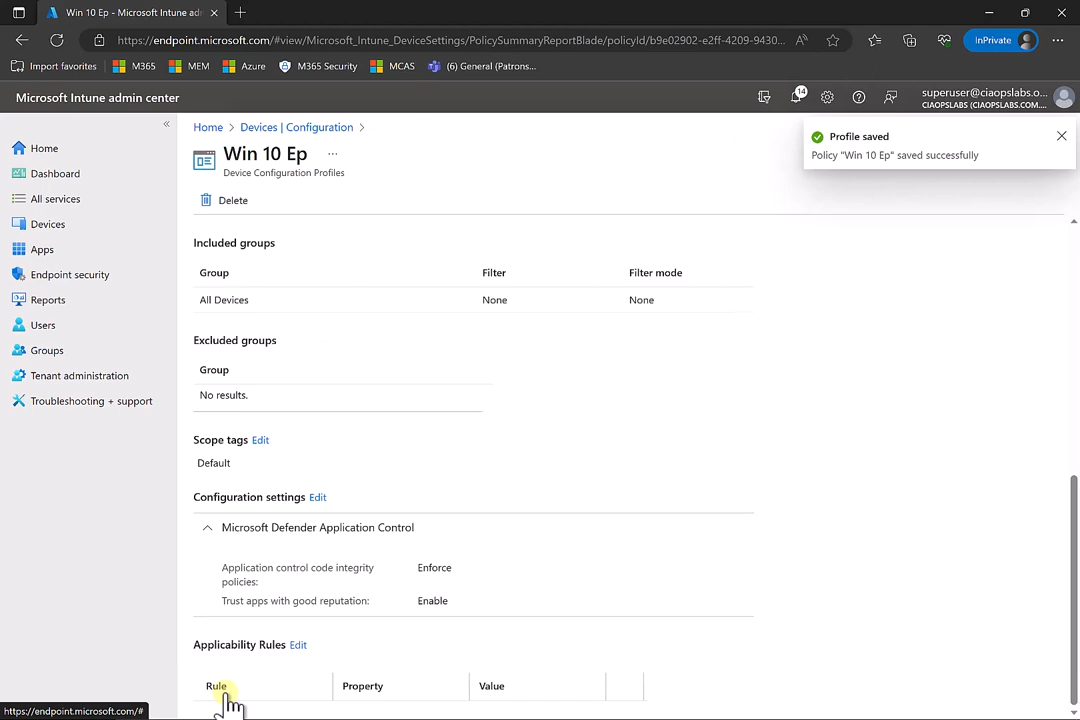 Win 10 Ep - Microsoft Intune adn
https://endpoint.microsoft.com/#view/Microsoft_Intune_DeviceSettings/PolicySummaryReportBlade/policyId/b9e02902-e2ff-4209-9430...
InPrivate
Import favorites
M365
MEM
Azure
M365 Security
MCAS
(6) General (Patrons...
Microsoft Intune admin center
14
superuser@ciaopslabs.o...
CIAOPSLABS (CIAOPSLABS.COM....
Home
Dashboard
All services
Devices
Apps
Endpoint security
Reports
Users
Groups
Tenant administration
Troubleshooting + support
Home > Devices | Configuration >
Win 10 Ep ...
Device Configuration Profiles
Delete
Profile saved
Policy "Win 10 Ep" saved successfully
Included groups
Group Filter Filter mode
All Devices None None
Excluded groups
Group
No results.
Scope tags Edit
Default
Configuration settings Edit
Microsoft Defender Application Control
Application control code integrity policies: Enforce
Trust apps with good reputation: Enable
Applicability Rules Edit
Rule Property Value
https://endpoint.microsoft.com/#